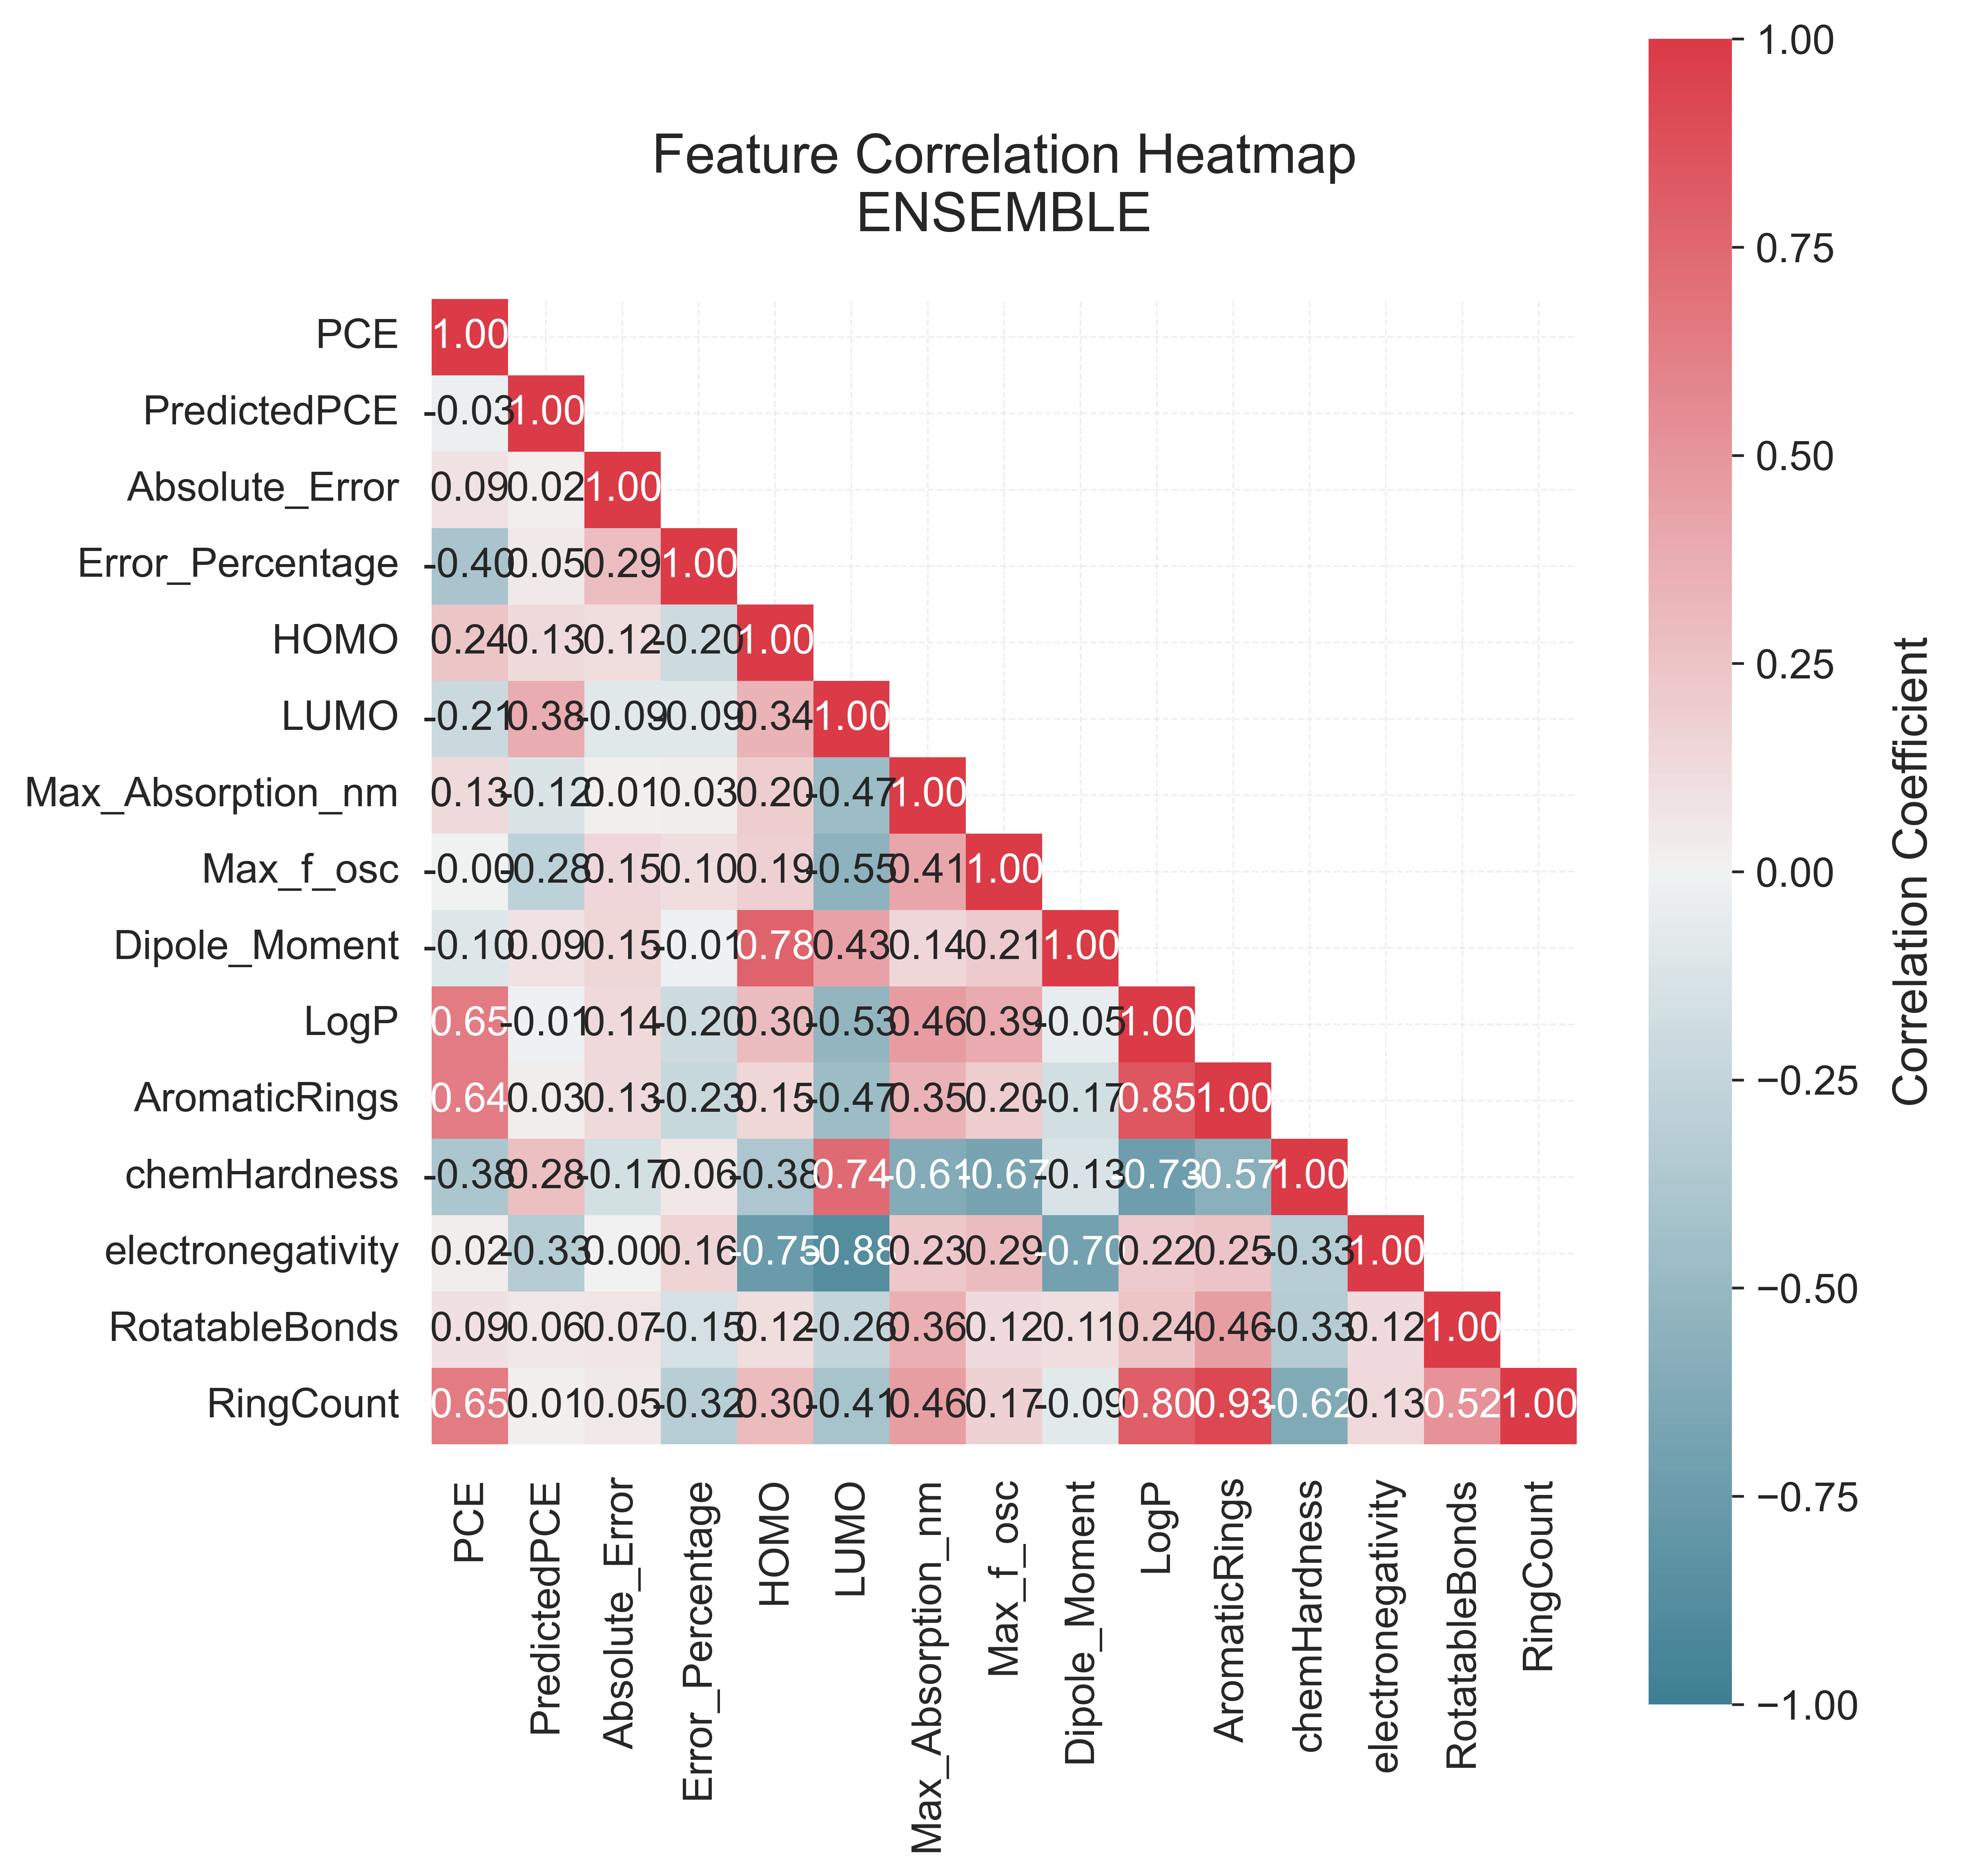 Feature Correlation Heatmap
ENSEMBLE
PCE 1.00
PredictedPCE -0.03 1.00
Absolute_Error 0.09 0.02 1.00
Error_Percentage -0.40 0.05 0.29 1.00
HOMO 0.24 0.13 0.12 -0.20 1.00
LUMO -0.21 0.38 -0.09 -0.09 0.34 1.00
Max_Absorption_nm 0.13 -0.12 0.01 0.03 0.20 -0.47 1.00
Max_f_osc -0.00 -0.28 0.15 0.10 0.19 -0.55 0.41 1.00
Dipole_Moment -0.10 0.09 0.15 -0.01 0.78 0.43 0.14 0.21 1.00
LogP 0.65 -0.01 0.14 -0.20 0.30 -0.53 0.46 0.39 -0.05 1.00
AromaticRings 0.64 0.03 0.13 -0.23 0.15 -0.47 0.35 0.20 -0.17 0.85 1.00
chemHardness -0.38 0.28 -0.17 0.06 -0.38 0.74 -0.61 -0.67 -0.13 -0.73 -0.57 1.00
electronegativity 0.02 -0.33 0.00 0.16 -0.75 -0.88 0.23 0.29 -0.70 0.22 0.25 -0.33 1.00
RotatableBonds 0.09 0.06 0.07 -0.15 0.12 -0.26 0.36 0.12 0.11 0.24 0.46 -0.33 0.12 1.00
RingCount 0.65 0.01 0.05 -0.32 0.30 -0.41 0.46 0.17 -0.09 0.80 0.93 -0.62 0.13 0.52 1.00
PCE
PredictedPCE
Absolute_Error
Error_Percentage
HOMO
LUMO
Max_Absorption_nm
Max_f_osc
Dipole_Moment
LogP
AromaticRings
chemHardness
electronegativity
RotatableBonds
RingCount
1.00
0.75
0.50
0.25
0.00
−0.25
−0.50
−0.75
−1.00
Correlation Coefficient